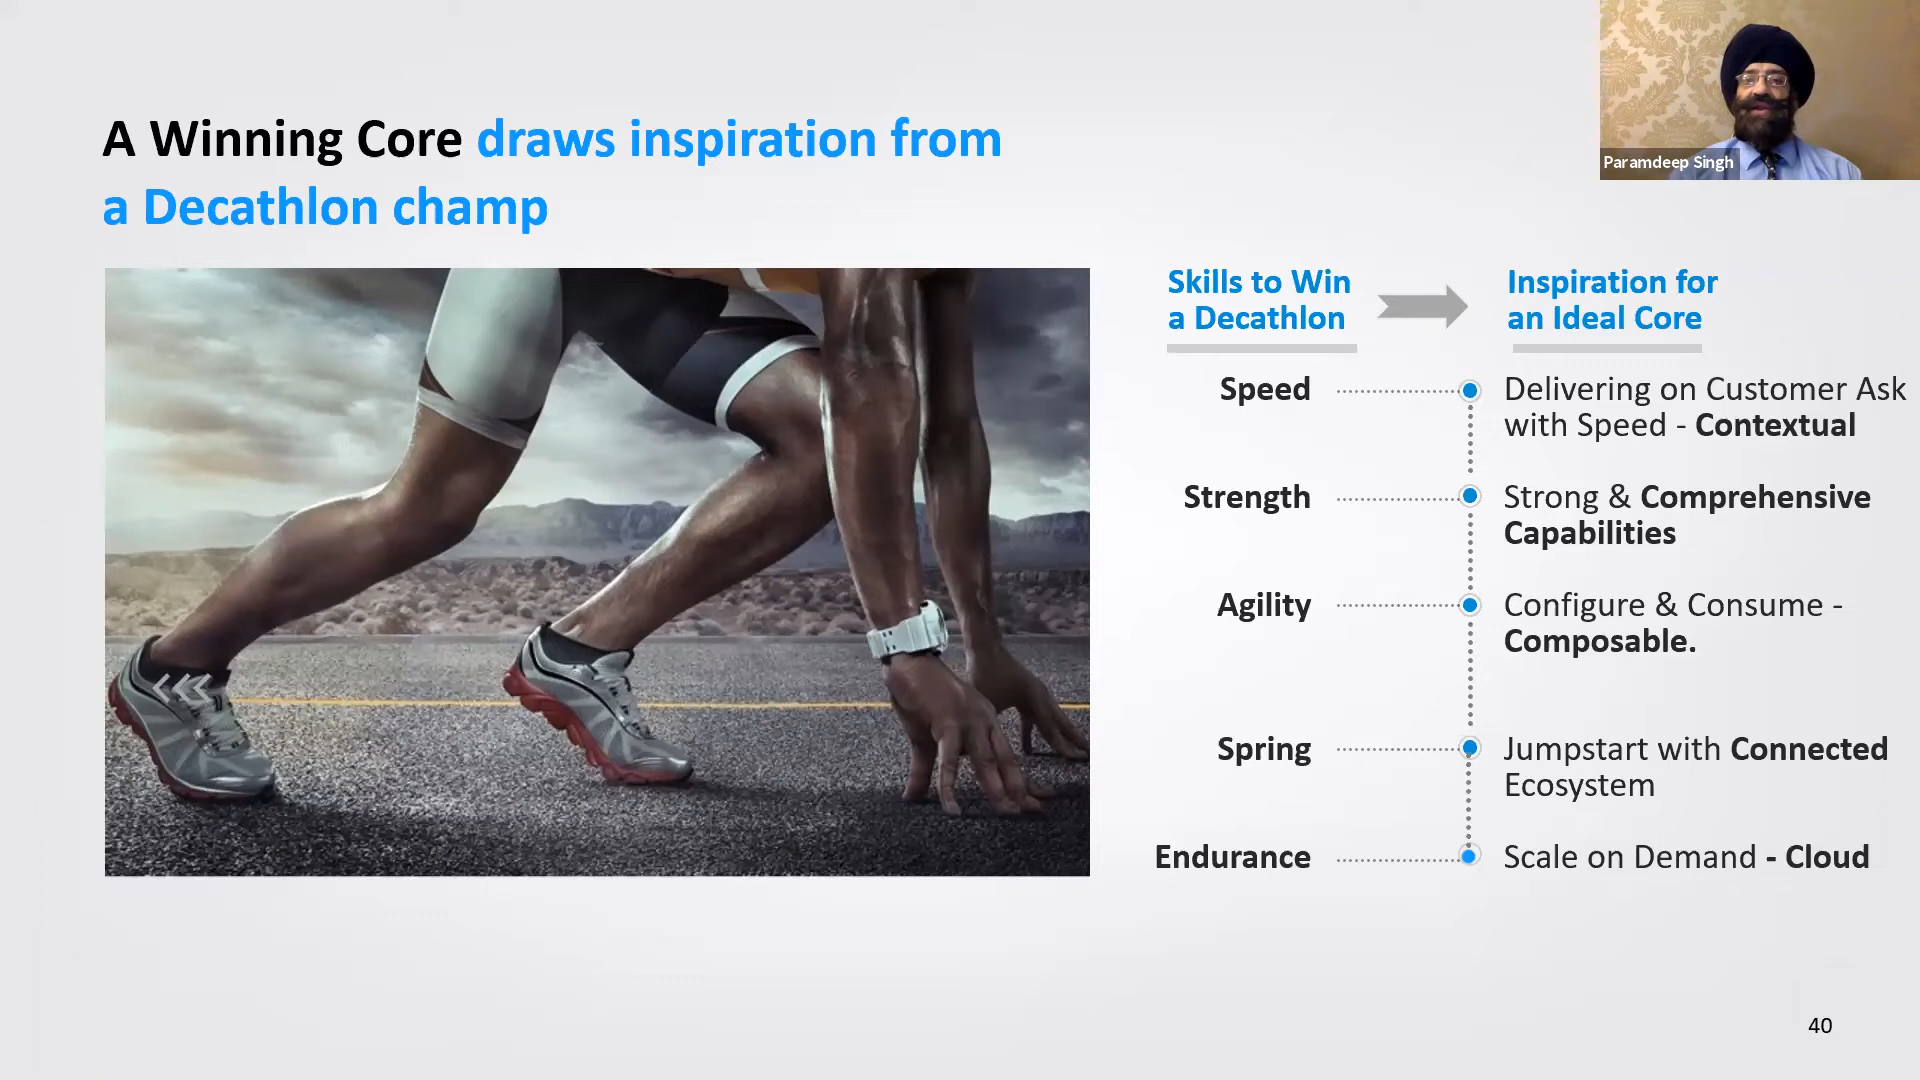 Paramdeep Singh
A Winning Core draws inspiration from
a Decathlon champ
Skills to Win
a Decathlon
Inspiration for
an Ideal Core
Speed
Delivering on Customer Ask
with Speed - Contextual
Strength
Strong & Comprehensive
Capabilities
Agility
Configure & Consume -
Composable.
Spring
Jumpstart with Connected
Ecosystem
Endurance
Scale on Demand - Cloud
40